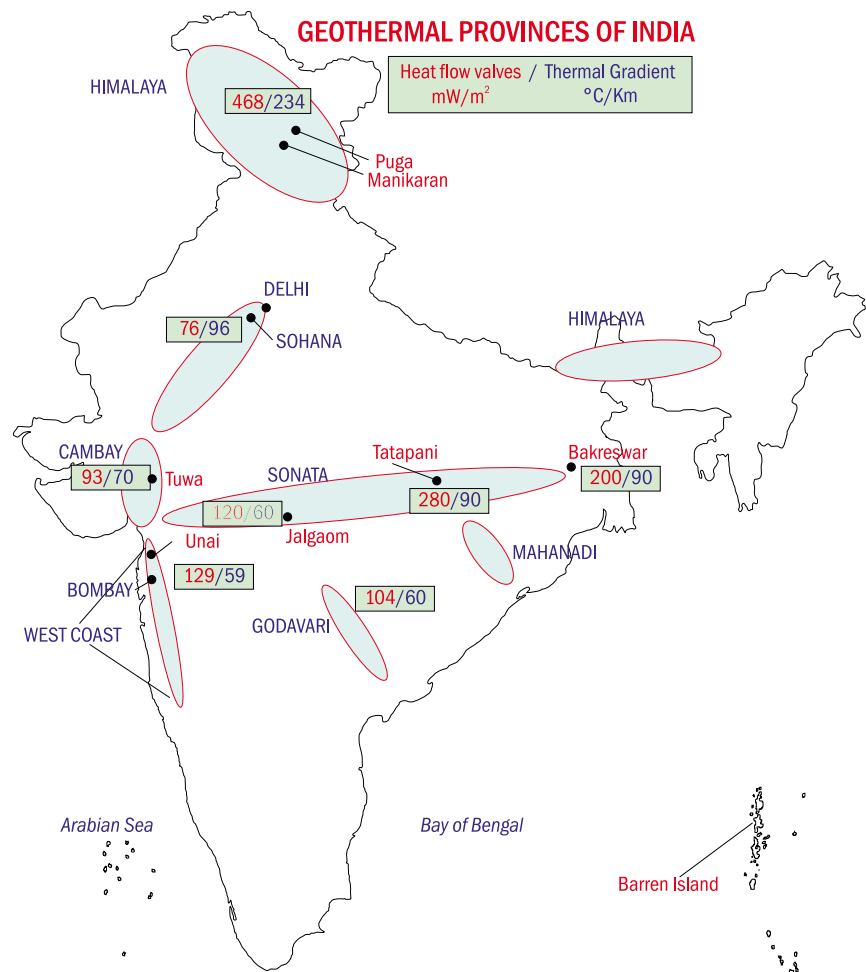 GEOTHERMAL PROVINCES OF INDIA
Heat flow valves / Thermal Gradient
mW/m² °C/Km
HIMALAYA
468/234
Puga
Manikaran
DELHI
76/96
SOHANA
HIMALAYA
CAMBAY
93/70
Tuwa
SONATA
Tatapani
Bakreswar
200/90
280/90
120/60
Jalgaom
Unai
MAHANADI
129/59
BOMBAY
104/60
WEST COAST
GODAVARI
Arabian Sea
Bay of Bengal
Barren Island